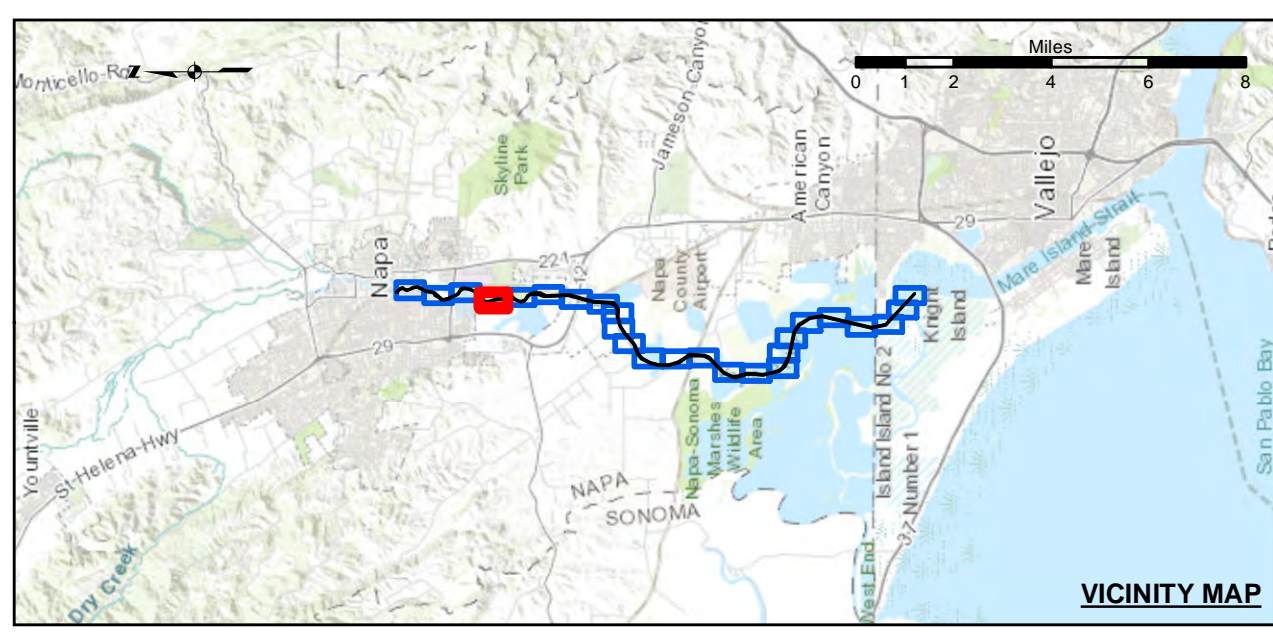 Miles
0 1 2 4 6 8
Monticello-Rd
Z
Jameson-Canyon
Skyline
Park
American
Canyon
Vallejo
29
Mare Island-Strait
Mare
Island
Napa
221
12
Napa
County
Airport
Knight
Island
29
Yountville
St-Helena-Hwy
Napa-Sonoma
Marshes
Wildlife
Area
Island Island No 2
37 Number 1
San Pablo Bay
NAPA
SONOMA
Dry Creek
West End
VICINITY MAP